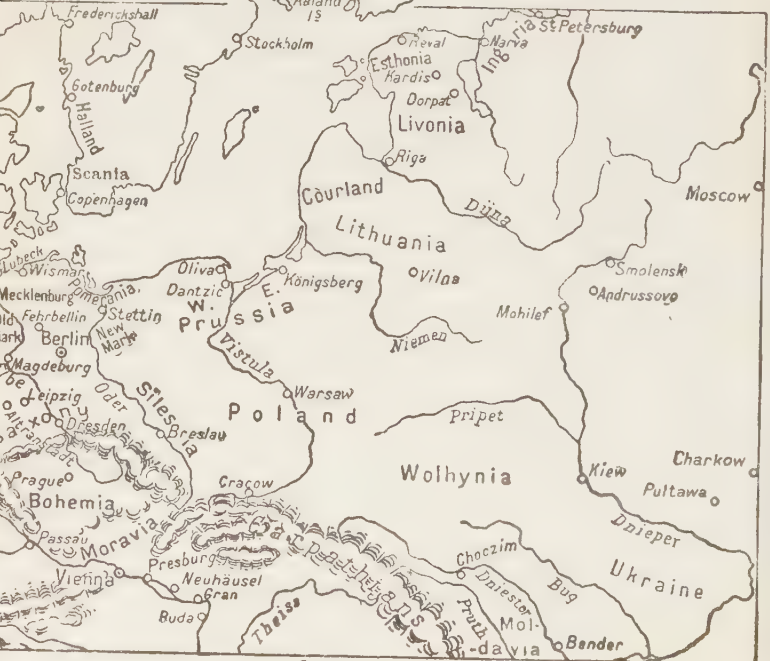 Frederickshall
Stockholm
Reval
Narva
Ingria
St Petersburg
Esthonia
Kardis
Dorpat
Livonia
Gotenburg
Halland
Scania
Copenhagen
Riga
Courland
Düna
Moscow
Lithuania
Vilna
Smolensk
Andrussovo
Mohilef
Niemen
Lubeck
Wismar
Pomerania
Oliva
Dantzic
Königsberg
W.
E.
Prussia
Mecklenburg
Fehrbellin
Stettin
New
Mark
Berlin
Magdeburg
Vistula
Warsaw
Leipzig
Oder
Silesia
Poland
Pripet
Altranstadt
Dresden
Breslau
Prague
Bohemia
Cracow
Wolhynia
Kiew
Charkow
Pultawa
Passau
Moravia
Carpathians
Dnieper
Ukraine
Vienna
Presburg
Neuhäusel
Gran
Buda
Theiss
Choczim
Dniester
Bug
Pruth
Mol-
-davia
Bender